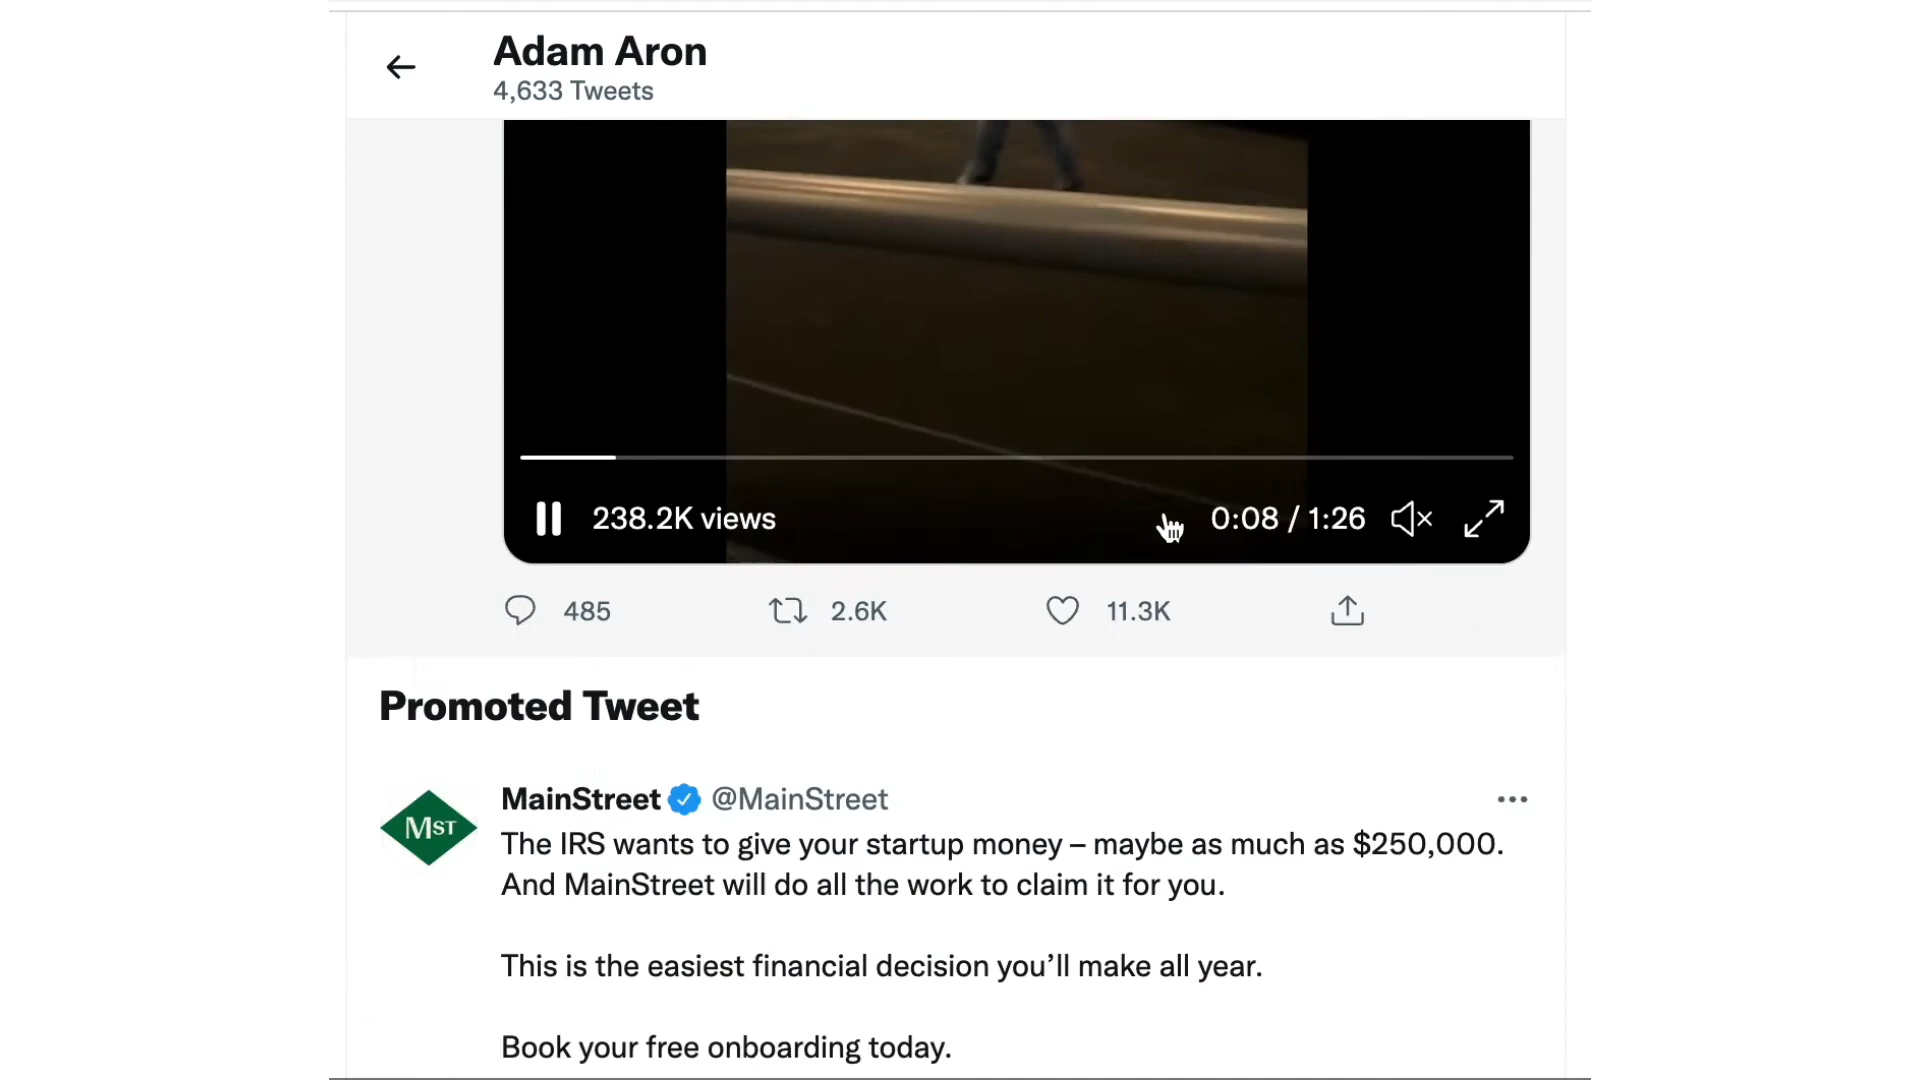 Adam Aron
4,633 Tweets
238.2K views
0:08 / 1:26
485
2.6K
11.3K
Promoted Tweet
MST
MainStreet @MainStreet
The IRS wants to give your startup money – maybe as much as $250,000.
And MainStreet will do all the work to claim it for you.
This is the easiest financial decision you’ll make all year.
Book your free onboarding today.